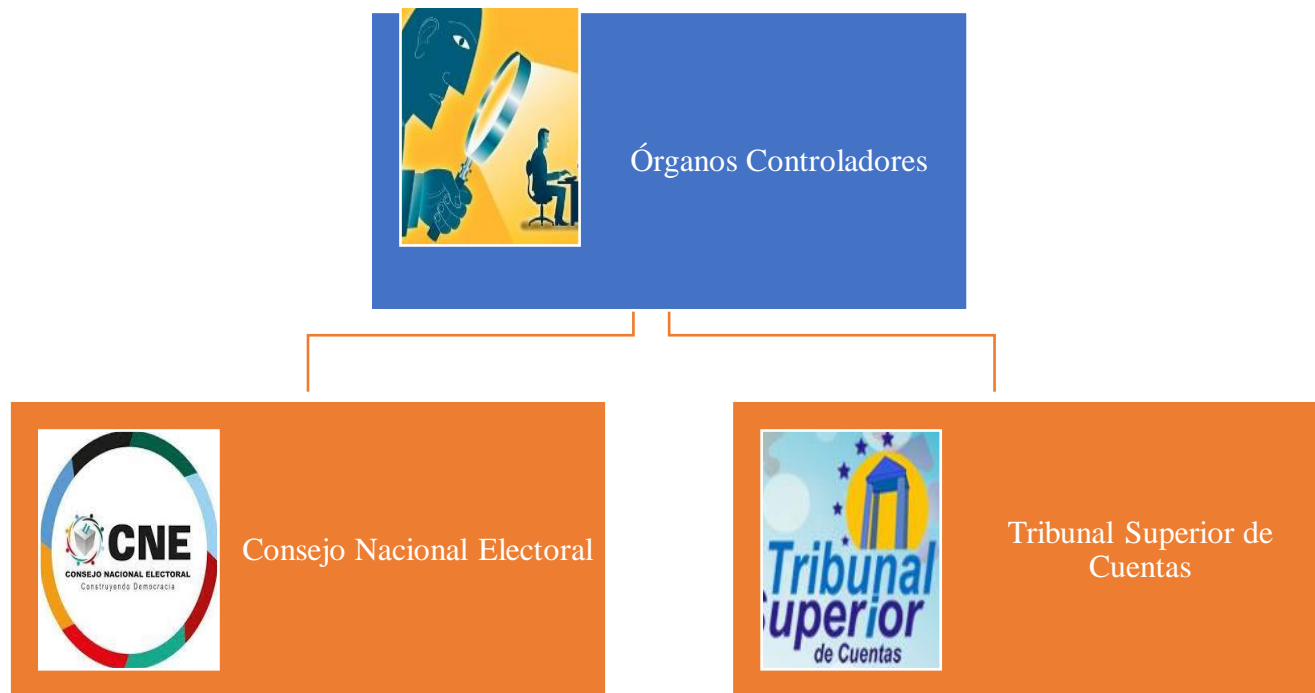 Órganos Controladores
CNE
CONSEJO NACIONAL ELECTORAL
Construyendo Democracia
Consejo Nacional Electoral
Tribunal
Superior
de Cuentas
Tribunal Superior de
Cuentas